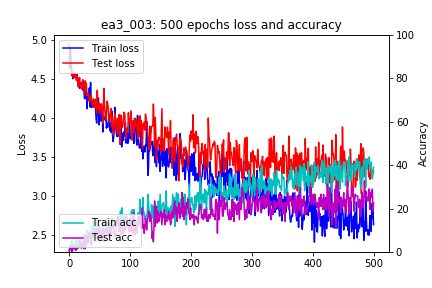 ea3_003: 500 epochs loss and accuracy
Train loss
Test loss
Train acc
Test acc
Loss
5.0
4.5
4.0
3.5
3.0
2.5
Accuracy
100
80
60
40
20
0
0
100
200
300
400
500